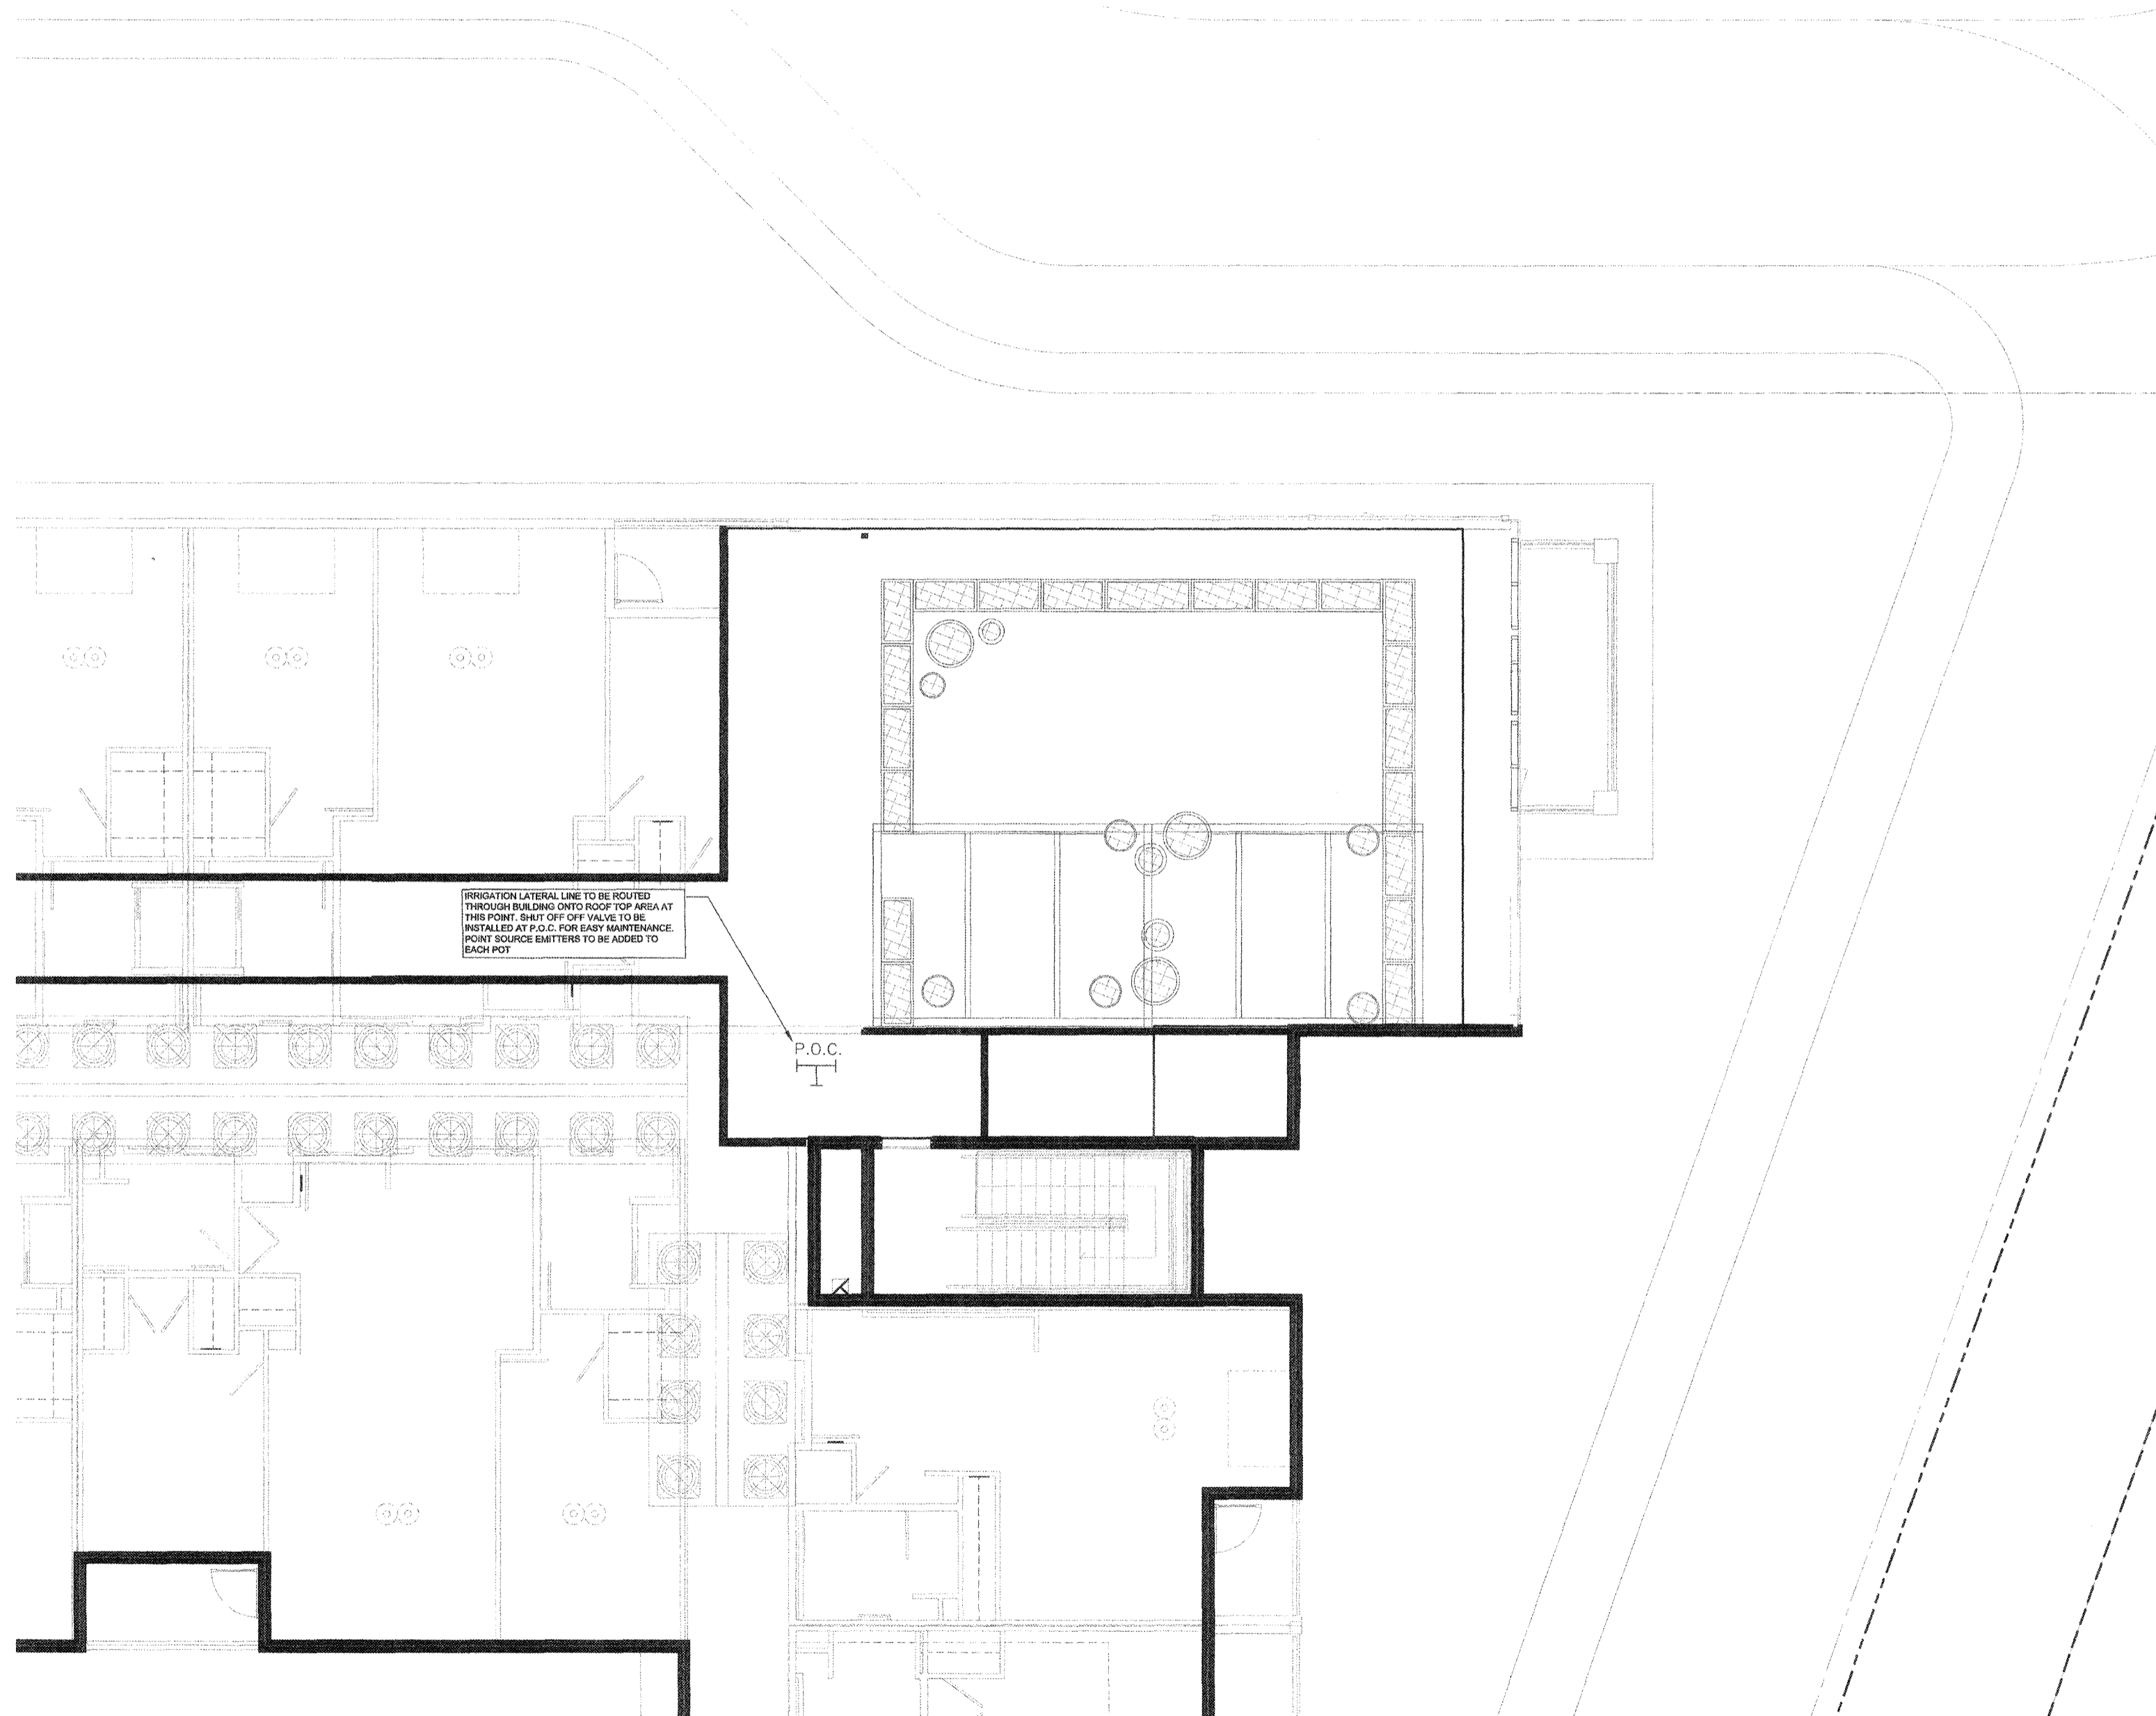 IRRIGATION LATERAL LINE TO BE ROUTED
THROUGH BUILDING ONTO ROOF TOP AREA AT
THIS POINT. SHUT OFF OFF VALVE TO BE
INSTALLED AT P.O.C. FOR EASY MAINTENANCE.
POINT SOURCE EMITTERS TO BE ADDED TO
EACH POT
P.O.C.